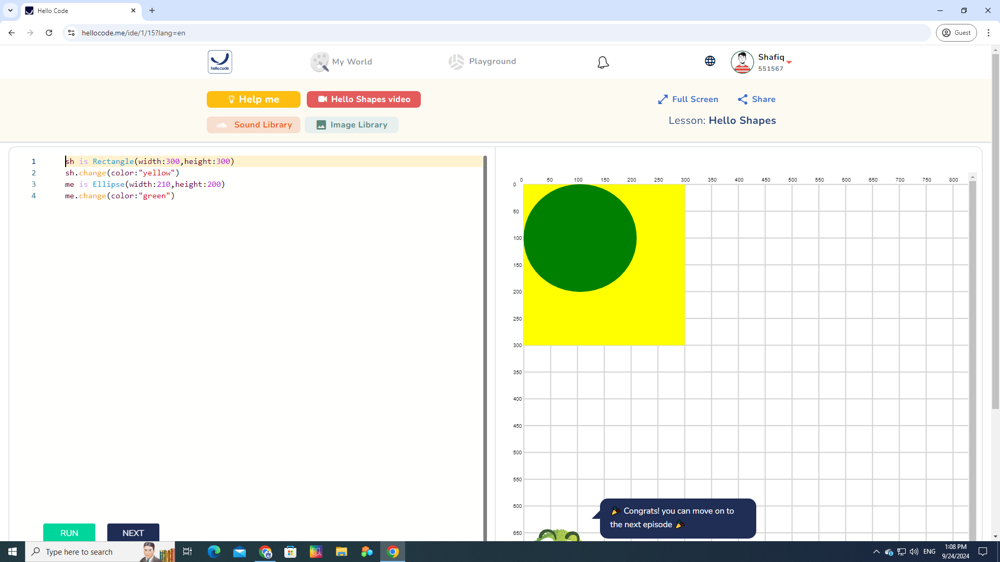 Hello Code
hellocode.me/ide/1/15?lang=en
Guest
hello code
My World
Playground
Shafiq
551567
Help me
Hello Shapes video
Full Screen
Share
Sound Library
Image Library
Lesson: Hello Shapes
1 sh is Rectangle(width:300,height:300)
2 sh.change(color:"yellow")
3 me is Ellipse(width:210,height:200)
4 me.change(color:"green")
0 50 100 150 200 250 300 350 400 450 500 550 600 650 700 750 800
0
50
100
150
200
250
300
350
400
450
500
550
600
650
🎉 Congrats! you can move on to
the next episode 🎉
RUN
NEXT
Type here to search
ENG
1:08 PM
9/24/2024